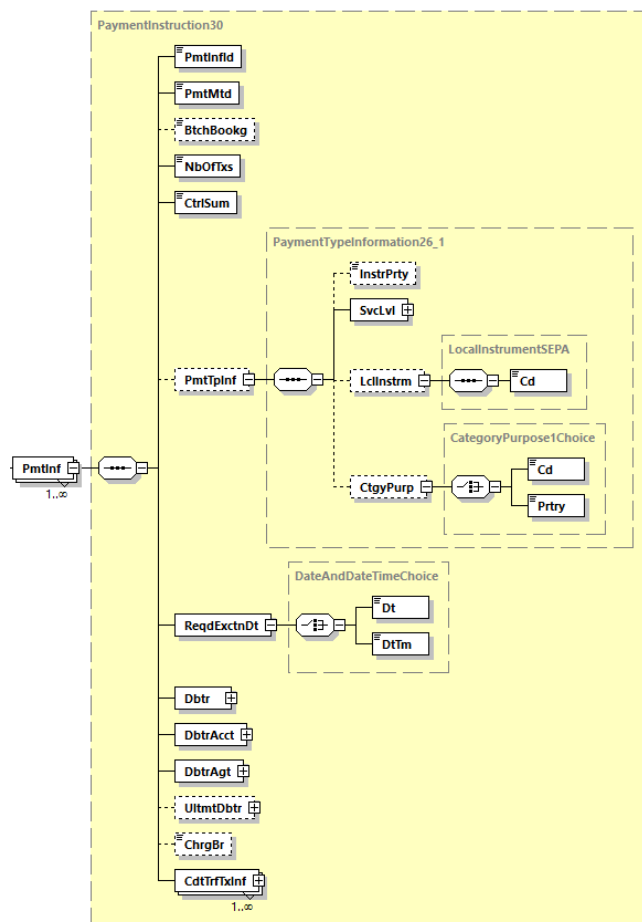 PaymentInstruction30
PmtInfId
PmtMtd
BtchBookg
NbOfTxs
CtrlSum
PaymentTypeInformation26_1
InstrPrty
SvcLvl
LocalInstrumentSEPA
PmtTpInf
LclInstrm
Cd
CategoryPurpose1Choice
Cd
PmtInf
1..∞
CtgyPurp
Prtry
DateAndDateTimeChoice
Dt
ReqdExctnDt
DtTm
Dbtr
DbtrAcct
DbtrAgt
UltmtDbtr
ChrgBr
CdtTrfTxInf
1..∞